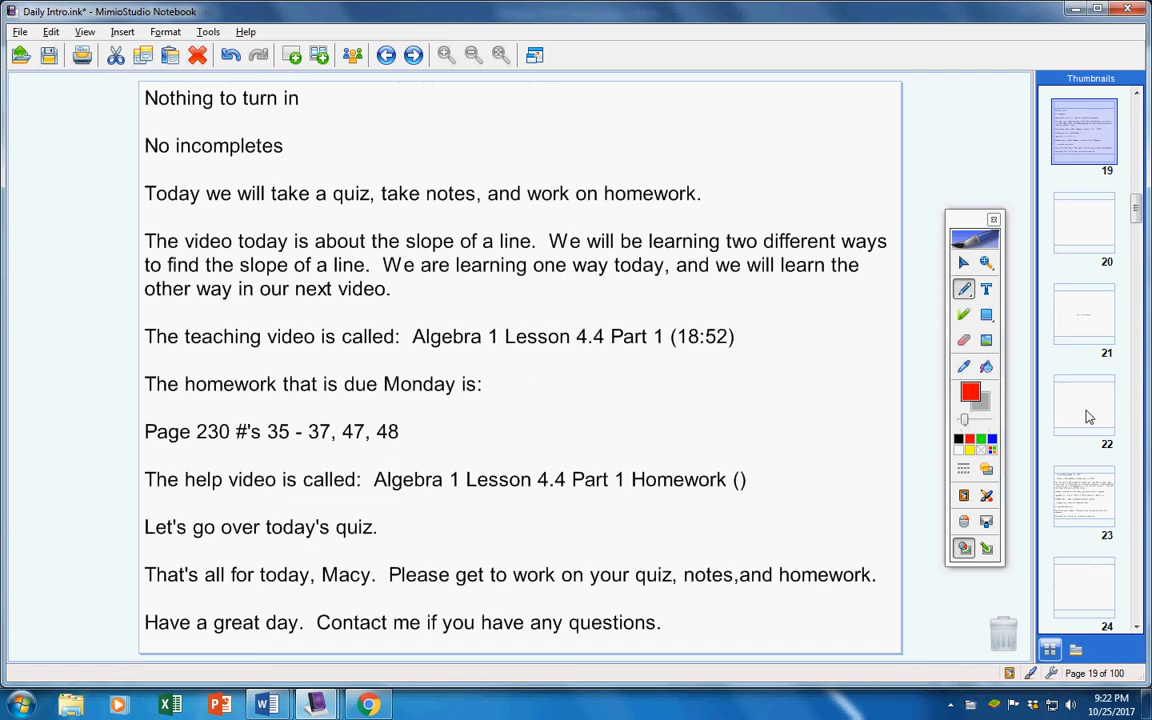 Daily Intro.ink* - MimioStudio Notebook
File Edit View Insert Format Tools Help
Nothing to turn in
No incompletes
Today we will take a quiz, take notes, and work on homework.
The video today is about the slope of a line.  We will be learning two different ways
to find the slope of a line.  We are learning one way today, and we will learn the
other way in our next video.
The teaching video is called:  Algebra 1 Lesson 4.4 Part 1 (18:52)
The homework that is due Monday is:
Page 230 #'s 35 - 37, 47, 48
The help video is called:  Algebra 1 Lesson 4.4 Part 1 Homework ()
Let's go over today's quiz.
That's all for today, Macy.  Please get to work on your quiz, notes,and homework.
Have a great day.  Contact me if you have any questions.
Thumbnails
19
20
21
22
23
24
Page 19 of 100
9:22 PM
10/25/2017